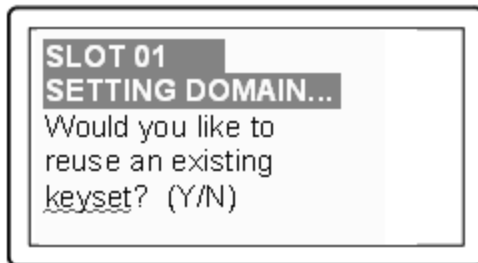 SLOT 01
SETTING DOMAIN...
Would you like to
reuse an existing
keyset? (Y/N)